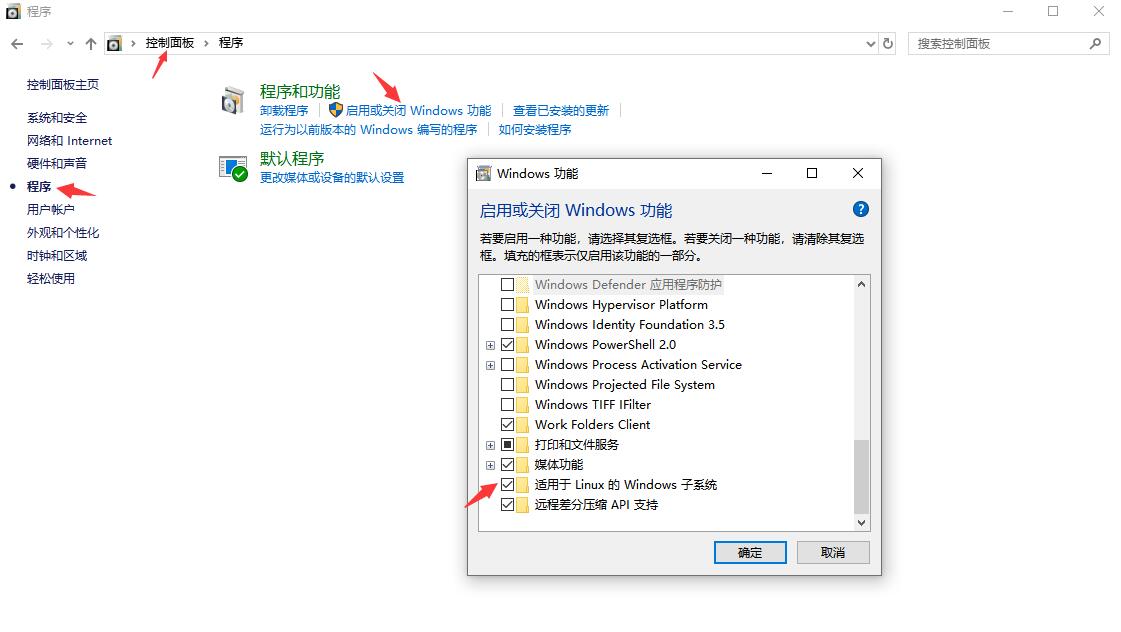 程序
控制面板 程序
搜索控制面板
控制面板主页
系统和安全
网络和 Internet
硬件和声音
程序
用户帐户
外观和个性化
时钟和区域
轻松使用
程序和功能
卸载程序 启用或关闭 Windows 功能 查看已安装的更新
运行为以前版本的 Windows 编写的程序 如何安装程序
默认程序
更改媒体或设备的默认设置
Windows 功能
启用或关闭 Windows 功能
若要启用一种功能，请选择其复选框。若要关闭一种功能，请清除其复选
框。填充的框表示仅启用该功能的一部分。
Windows Defender 应用程序防护
Windows Hypervisor Platform
Windows Identity Foundation 3.5
Windows PowerShell 2.0
Windows Process Activation Service
Windows Projected File System
Windows TIFF IFilter
Work Folders Client
打印和文件服务
媒体功能
适用于 Linux 的 Windows 子系统
远程差分压缩 API 支持
确定 取消